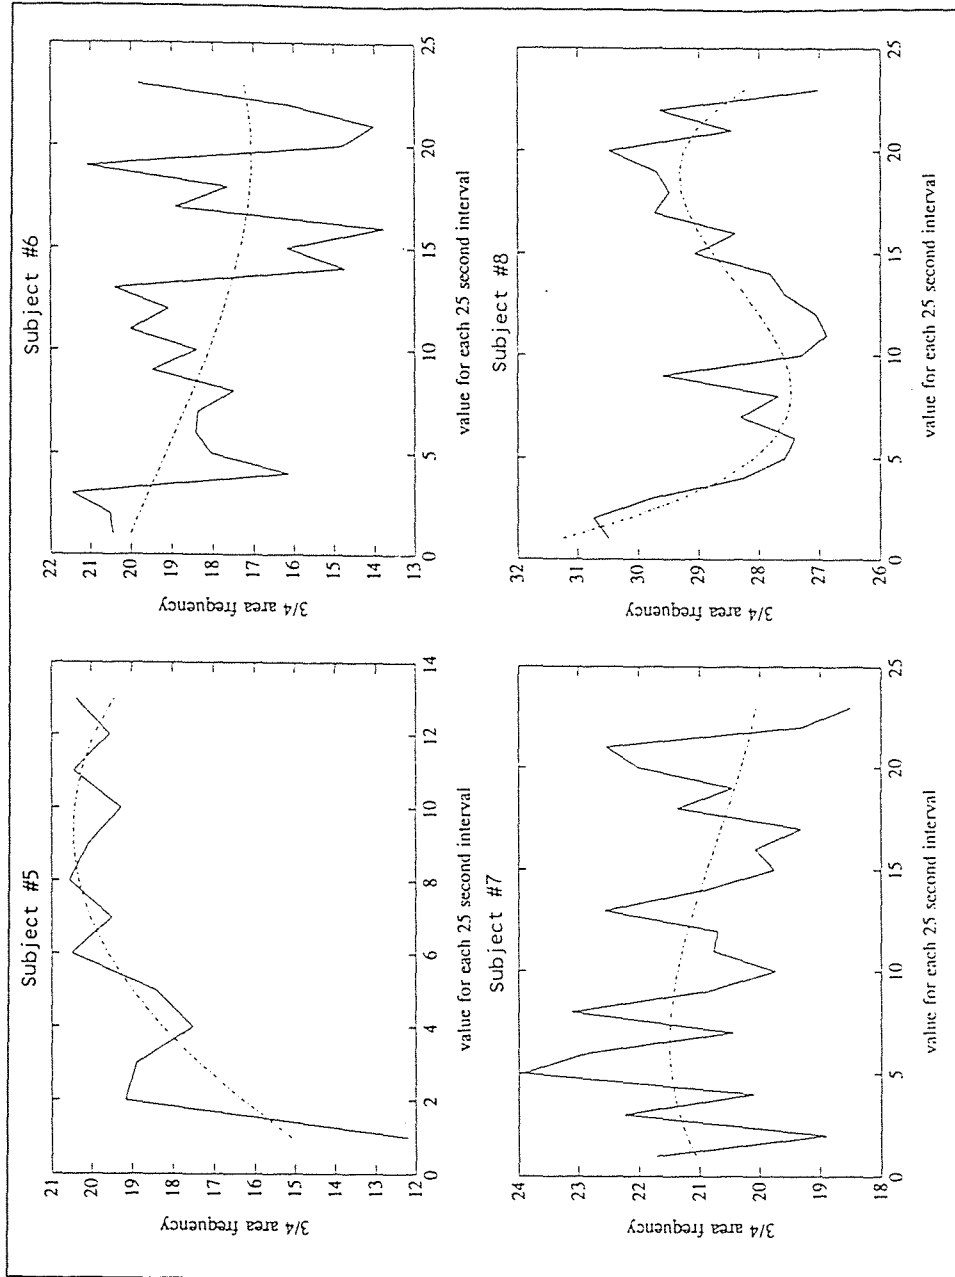 Subject #5
21
20
19
18
17
16
15
14
13
12
3/4 area frequency
0 2 4 6 8 10 12 14
value for each 25 second interval
Subject #6
22
21
20
19
18
17
16
15
14
13
3/4 area frequency
0 5 10 15 20 25
value for each 25 second interval
Subject #7
24
23
22
21
20
19
18
3/4 area frequency
0 5 10 15 20 25
value for each 25 second interval
Subject #8
32
31
30
29
28
27
26
3/4 area frequency
0 5 10 15 20 25
value for each 25 second interval